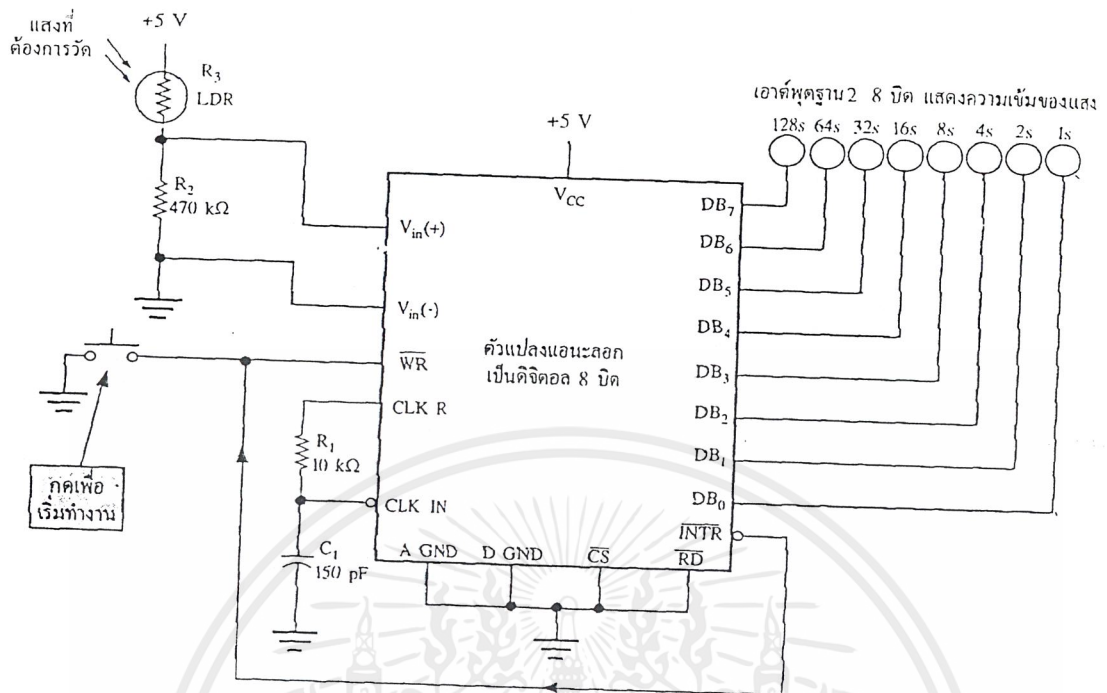 แสงที่
ต้องการวัด
+5 V
R3
LDR
R2
470 kΩ
กดเพื่อ
เริ่มทำงาน
R1
10 kΩ
C1
150 pF
+5 V
VCC
Vin(+)
Vin(-)
WR
CLK R
CLK IN
A GND
D GND
CS
RD
ตัวแปลงแอนะลอก
เป็นดิจิตอล 8 บิต
DB7
DB6
DB5
DB4
DB3
DB2
DB1
DB0
INTR
เอาต์พุตฐาน2 8 บิต แสดงความเข้มของแสง
128s 64s 32s 16s 8s 4s 2s 1s